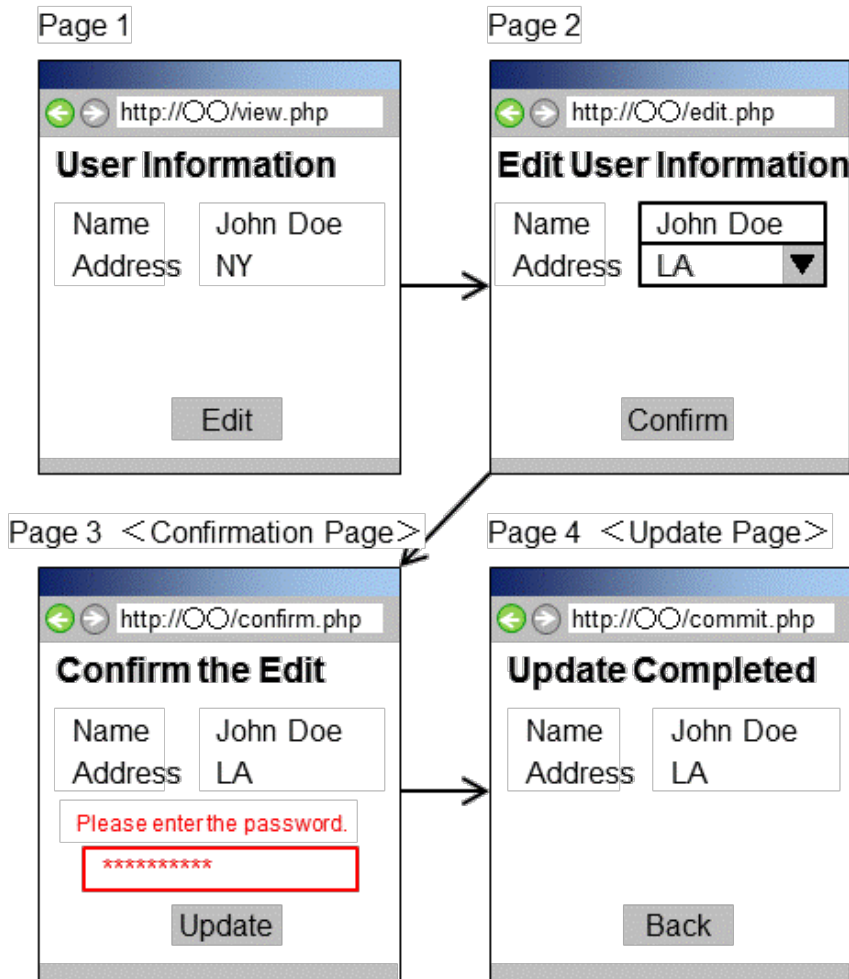 Page 1
http://〇〇/view.php
User Information
Name John Doe
Address NY
Edit
Page 2
http://〇〇/edit.php
Edit User Information
Name John Doe
Address LA
Confirm
Page 3 <Confirmation Page>
http://〇〇/confirm.php
Confirm the Edit
Name John Doe
Address LA
Please enter the password.
**********
Update
Page 4 <Update Page>
http://〇〇/commit.php
Update Completed
Name John Doe
Address LA
Back